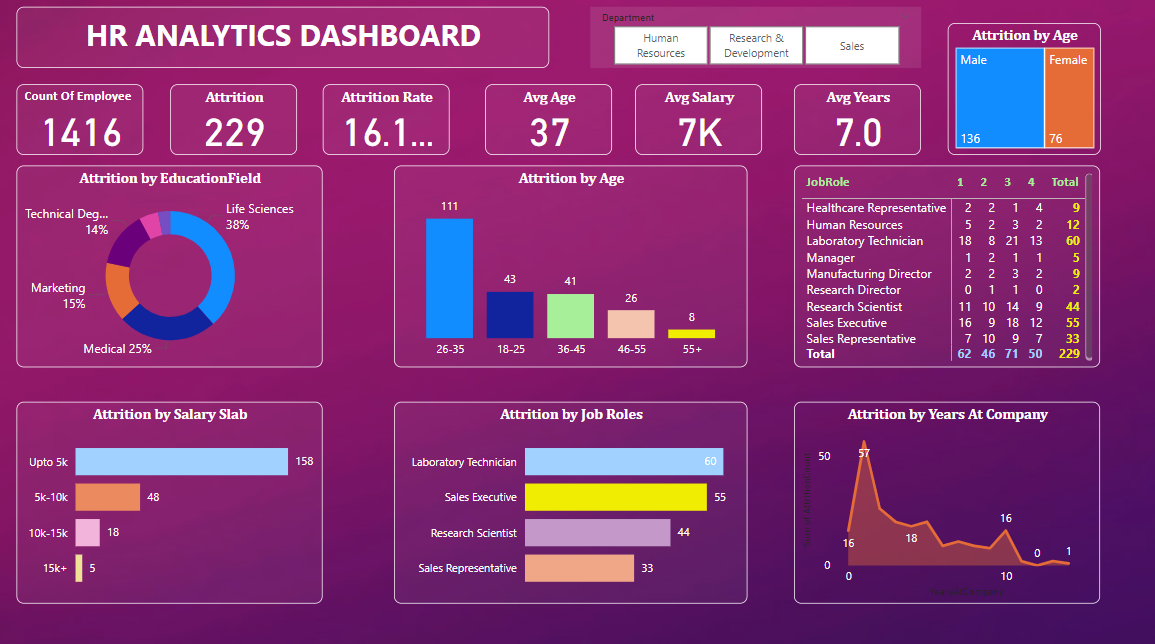 HR ANALYTICS DASHBOARD
Department
Human
Resources
Research &
Development
Sales
Attrition by Age
Male
Female
136
76
Count Of Employee
1416
Attrition
229
Attrition Rate
16.1...
Avg Age
37
Avg Salary
7K
Avg Years
7.0
Attrition by EducationField
Technical Deg...
14%
Life Sciences
38%
Marketing
15%
Medical 25%
Attrition by Age
111
43
41
26
8
26-35 18-25 36-45 46-55 55+
JobRole 1 2 3 4 Total
Healthcare Representative 2 2 1 4 9
Human Resources 5 2 3 2 12
Laboratory Technician 18 8 21 13 60
Manager 1 2 1 1 5
Manufacturing Director 2 2 3 2 9
Research Director 0 1 1 0 2
Research Scientist 11 10 14 9 44
Sales Executive 16 9 18 12 55
Sales Representative 7 10 9 7 33
Total 62 46 71 50 229
Attrition by Salary Slab
Upto 5k 158
5k-10k 48
10k-15k 18
15k+ 5
Attrition by Job Roles
Laboratory Technician 60
Sales Executive 55
Research Scientist 44
Sales Representative 33
Attrition by Years At Company
50
57
16
18
16
0
1
0
0 10